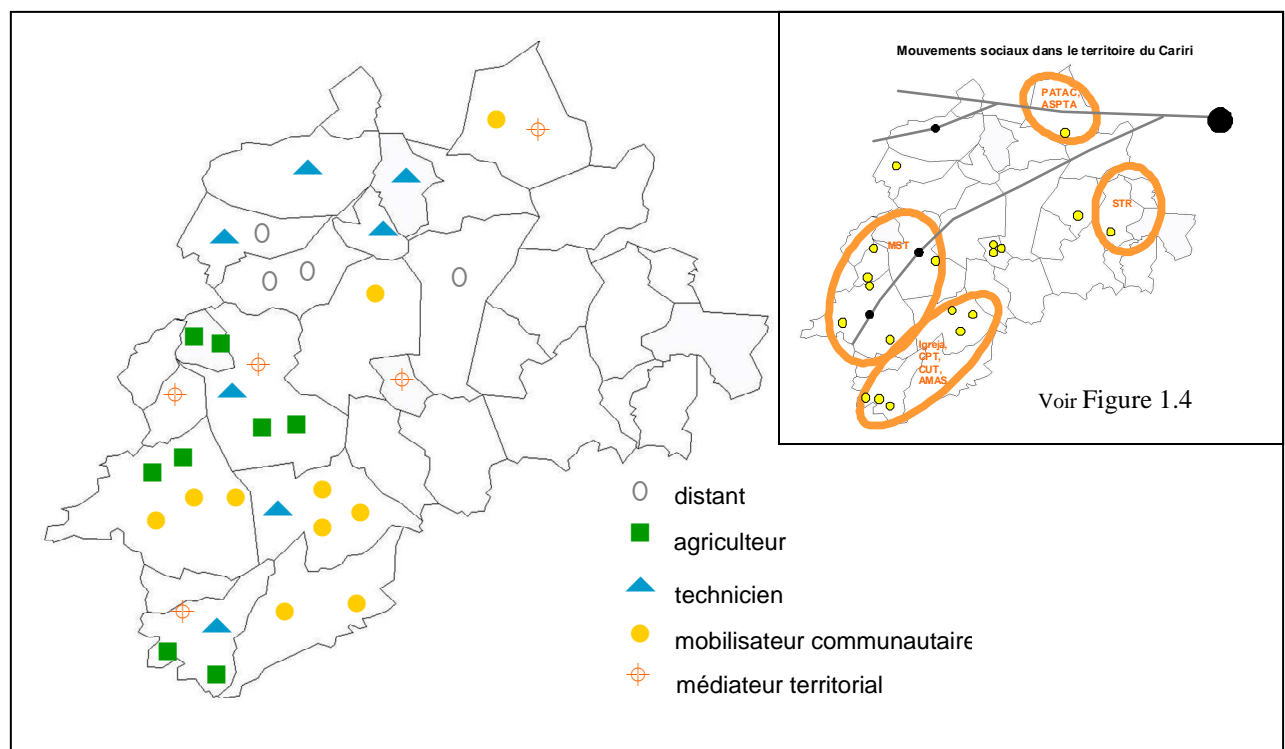 Mouvements sociaux dans le territoire du Cariri
PATAC,
ASPTA
STR
MST
Igreja,
CPT,
CUT,
AMAS
Voir Figure 1.4
distant
agriculteur
technicien
mobilisateur communautaire
médiateur territorial